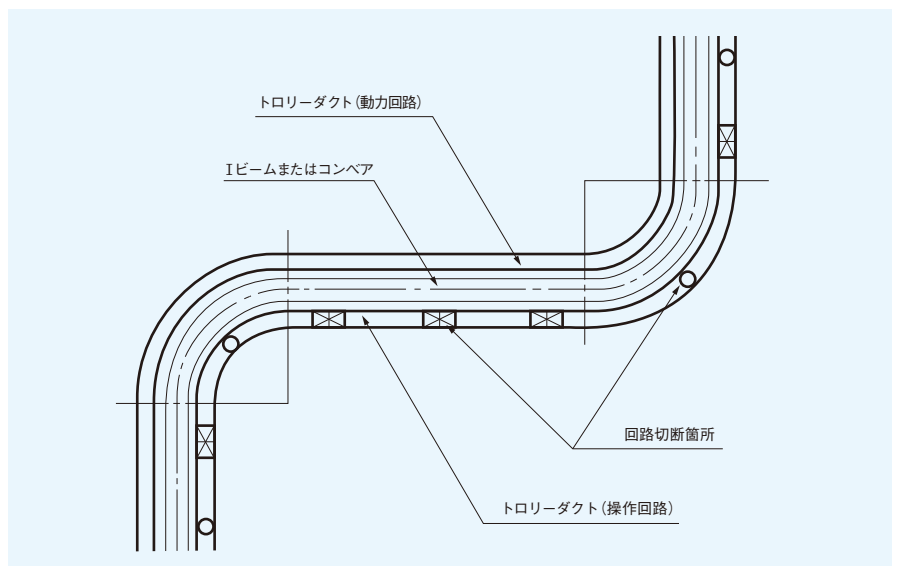 トロリーダクト（動力回路）
Iビームまたはコンベア
回路切断箇所
トロリーダクト（操作回路）